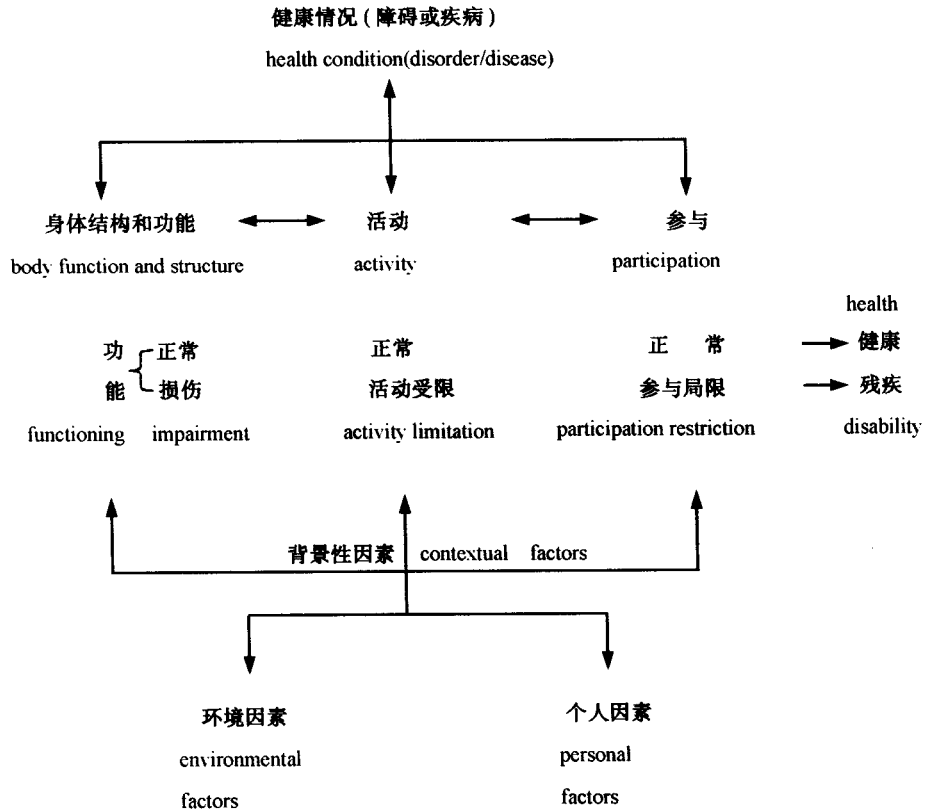 健康情况（障碍或疾病）
health condition(disorder/disease)
身体结构和功能 活动 参与
body function and structure activity participation
health
功 正常 正常 正 常 健康
能 损伤 活动受限 参与局限 残疾
functioning impairment activity limitation participation restriction disability
背景性因素 contextual factors
环境因素 个人因素
environmental personal
factors factors